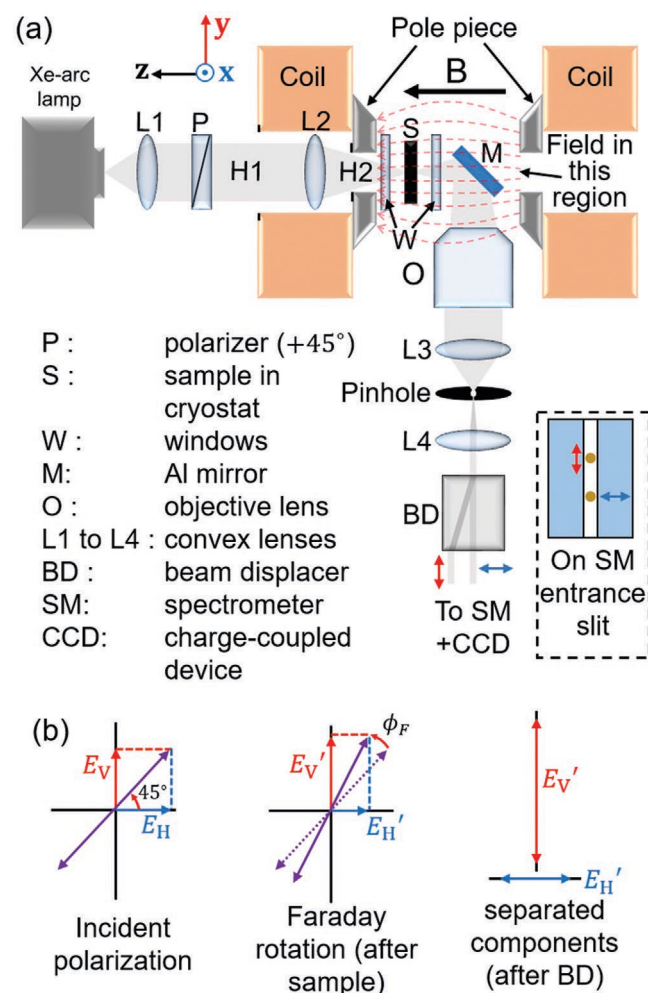 (a)
Xe-arc
lamp
y
z
x
L1
P
H1
L2
H2
Coil
Pole piece
B
S
M
W
O
Coil
Field in
this
region
L3
Pinhole
L4
BD
To SM
+CCD
On SM
entrance
slit
P : polarizer (+45°)
S : sample in
cryostat
W : windows
M: Al mirror
O : objective lens
L1 to L4 : convex lenses
BD : beam displacer
SM: spectrometer
CCD: charge-coupled
device
(b)
E_V
45°
E_H
Incident
polarization
ϕ_F
E_V′
E_H′
Faraday
rotation (after
sample)
E_V′
E_H′
separated
components
(after BD)